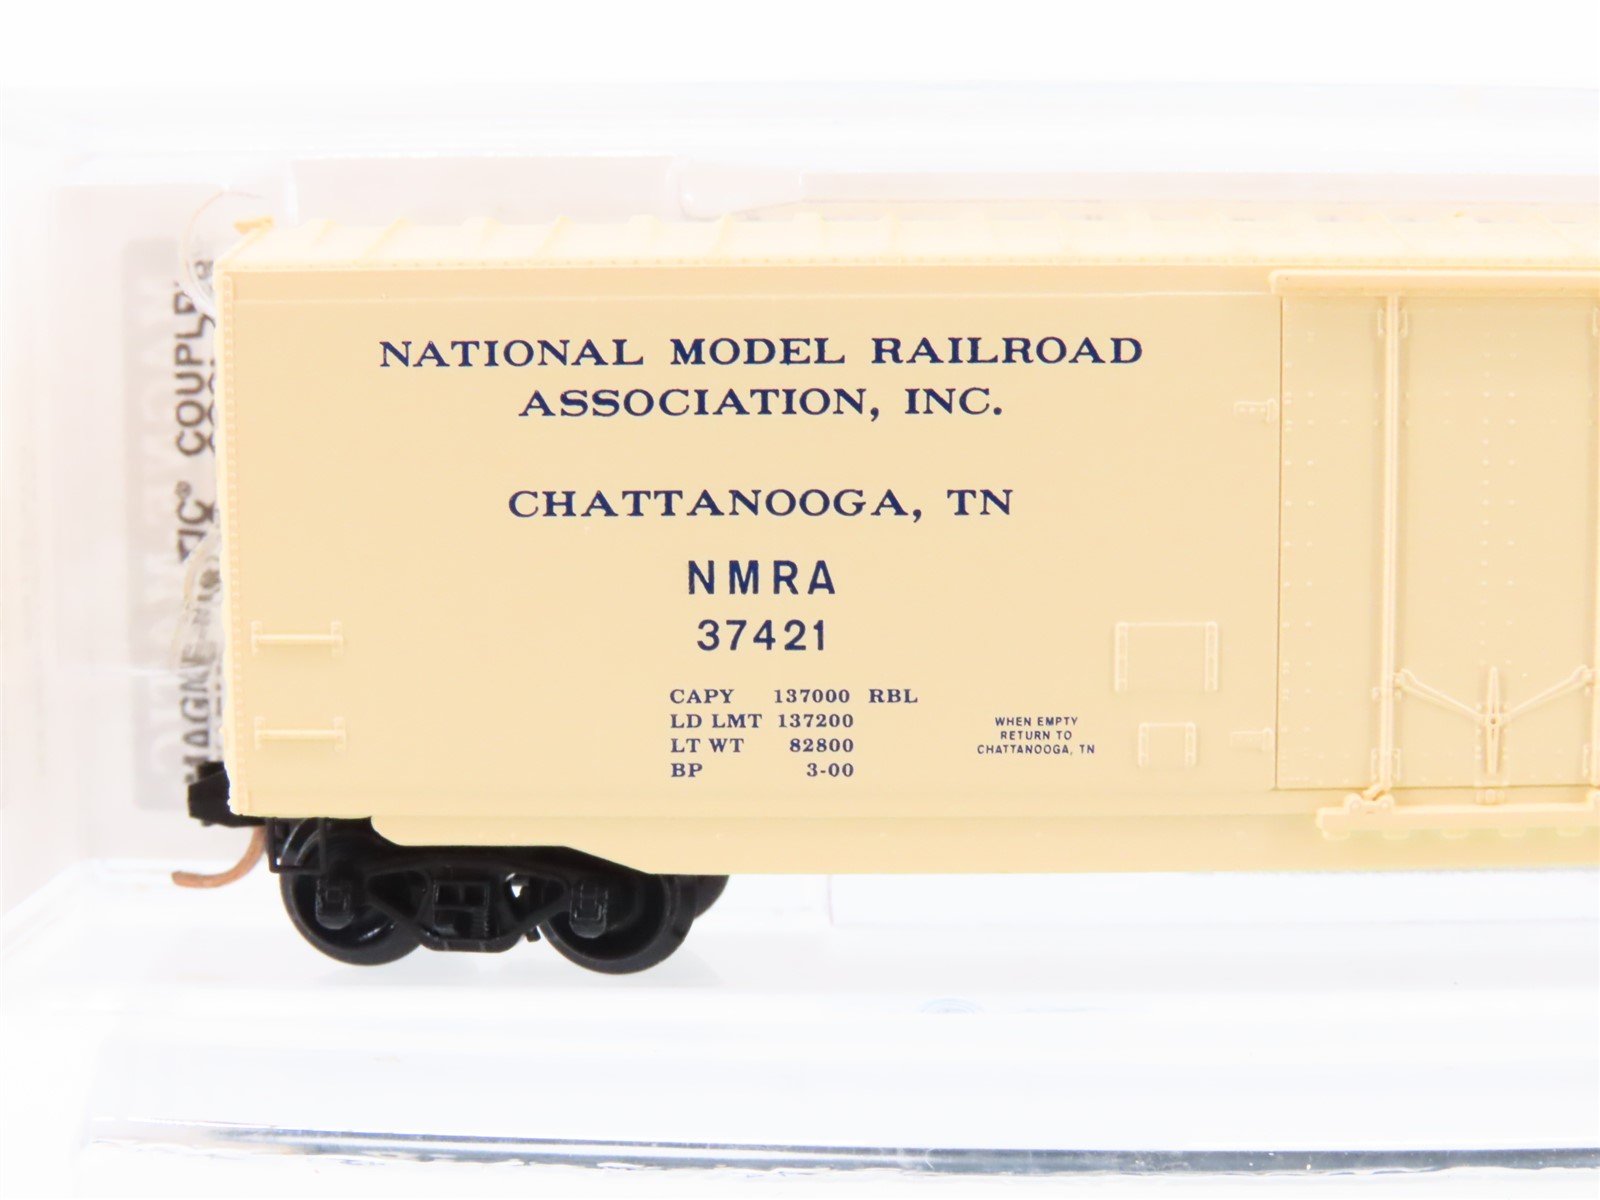 NATIONAL MODEL RAILROAD
ASSOCIATION, INC.
CHATTANOOGA, TN
NMRA
37421
CAPY 137000 RBL
LD LMT 137200
LT WT 82800
BP 3-00
WHEN EMPTY
RETURN TO
CHATTANOOGA, TN